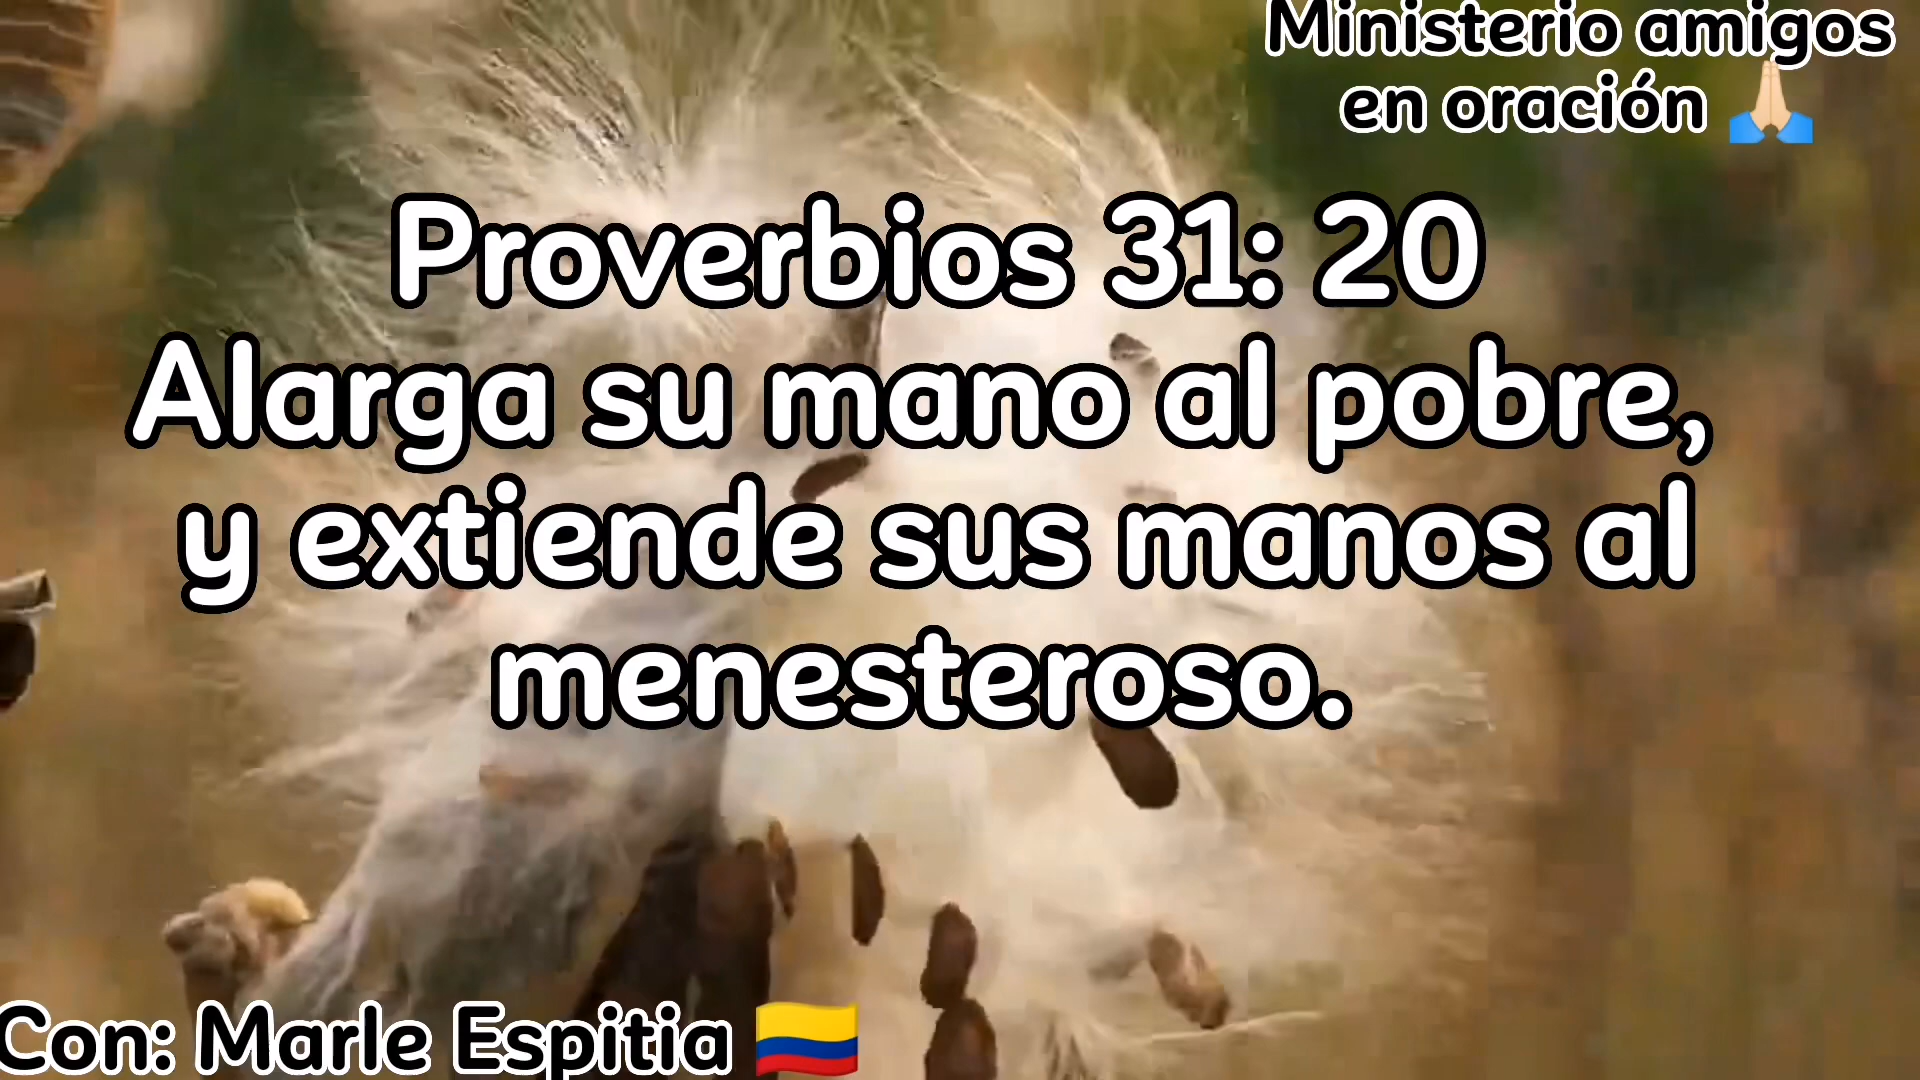 Ministerio amigos
en oración 🙏🏻
Proverbios 31: 20
Alarga su mano al pobre,
y extiende sus manos al
menesteroso.
Con: Marle Espitia 🇨🇴